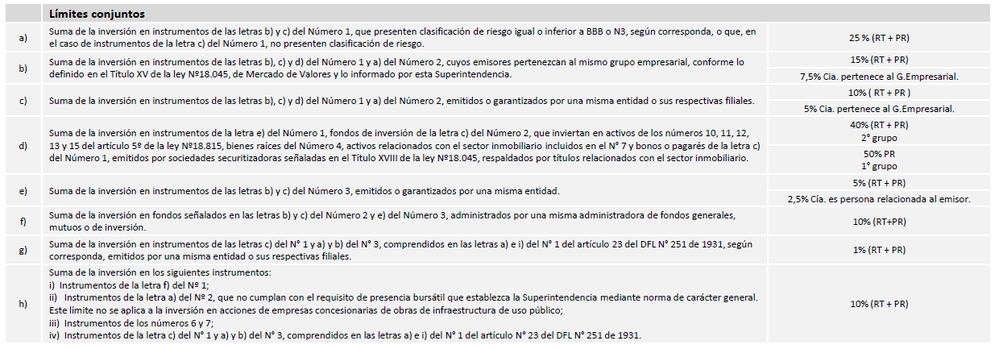 Límites conjuntos
a)
Suma de la inversión en instrumentos de las letras b) y c) del Número 1, que presenten clasificación de riesgo igual o inferior a BBB o N3, según corresponda, o que, en
el caso de instrumentos de la letra c) del Número 1, no presenten clasificación de riesgo.
25 % (RT + PR)
b)
Suma de la inversión en instrumentos de las letras b), c) y d) del Número 1 y a) del Número 2, cuyos emisores pertenezcan al mismo grupo empresarial, conforme lo
definido en el Título XV de la ley Nº18.045, de Mercado de Valores y lo informado por esta Superintendencia.
15% (RT + PR)
7,5% Cia. pertenece al G.Empresarial.
c)
Suma de la inversión en instrumentos de las letras b), c) y d) del Número 1 y a) del Número 2, emitidos o garantizados por una misma entidad o sus respectivas filiales.
10% ( RT + PR )
5% Cia. pertenece al G.Empresarial.
d)
Suma de la inversión en instrumentos de la letra e) del Número 1, fondos de inversión de la letra c) del Número 2, que inviertan en activos de los números 10, 11, 12,
13 y 15 del artículo 5º de la ley Nº18.815, bienes raíces del Número 4, activos relacionados con el sector inmobiliario incluidos en el N° 7 y bonos o pagarés de la letra c)
del Número 1, emitidos por sociedades securitizadoras señaladas en el Título XVIII de la ley Nº18.045, respaldados por títulos relacionados con el sector inmobiliario.
40% (RT + PR)
2° grupo
50% PR
1° grupo
e)
Suma de la inversión en instrumentos de las letras b) y c) del Número 3, emitidos o garantizados por una misma entidad.
5% (RT + PR)
2,5% Cía. es persona relacionada al emisor.
f)
Suma de la inversión en fondos señalados en las letras b) y c) del Número 2 y e) del Número 3, administrados por una misma administradora de fondos generales,
mutuos o de inversión.
10% (RT+PR)
g)
Suma de la inversión en instrumentos de las letras c) del N° 1 y a) y b) del N° 3, comprendidos en las letras a) e i) del N° 1 del artículo 23 del DFL N° 251 de 1931, según
corresponda, emitidos por una misma entidad o sus respectivas filiales.
1% (RT + PR)
h)
Suma de la inversión en los siguientes instrumentos:
i) Instrumentos de la letra f) del Nº 1;
ii) Instrumentos de la letra a) del Nº 2, que no cumplan con el requisito de presencia bursátil que establezca la Superintendencia mediante norma de carácter general.
Este límite no se aplica a la inversión en acciones de empresas concesionarias de obras de infraestructura de uso público;
iii) Instrumentos de los números 6 y 7;
iv) Instrumentos de la letra c) del N° 1 y a) y b) del N° 3, comprendidos en las letras a) e i) del N° 1 del artículo N° 23 del DFL N° 251 de 1931.
10% (RT + PR)